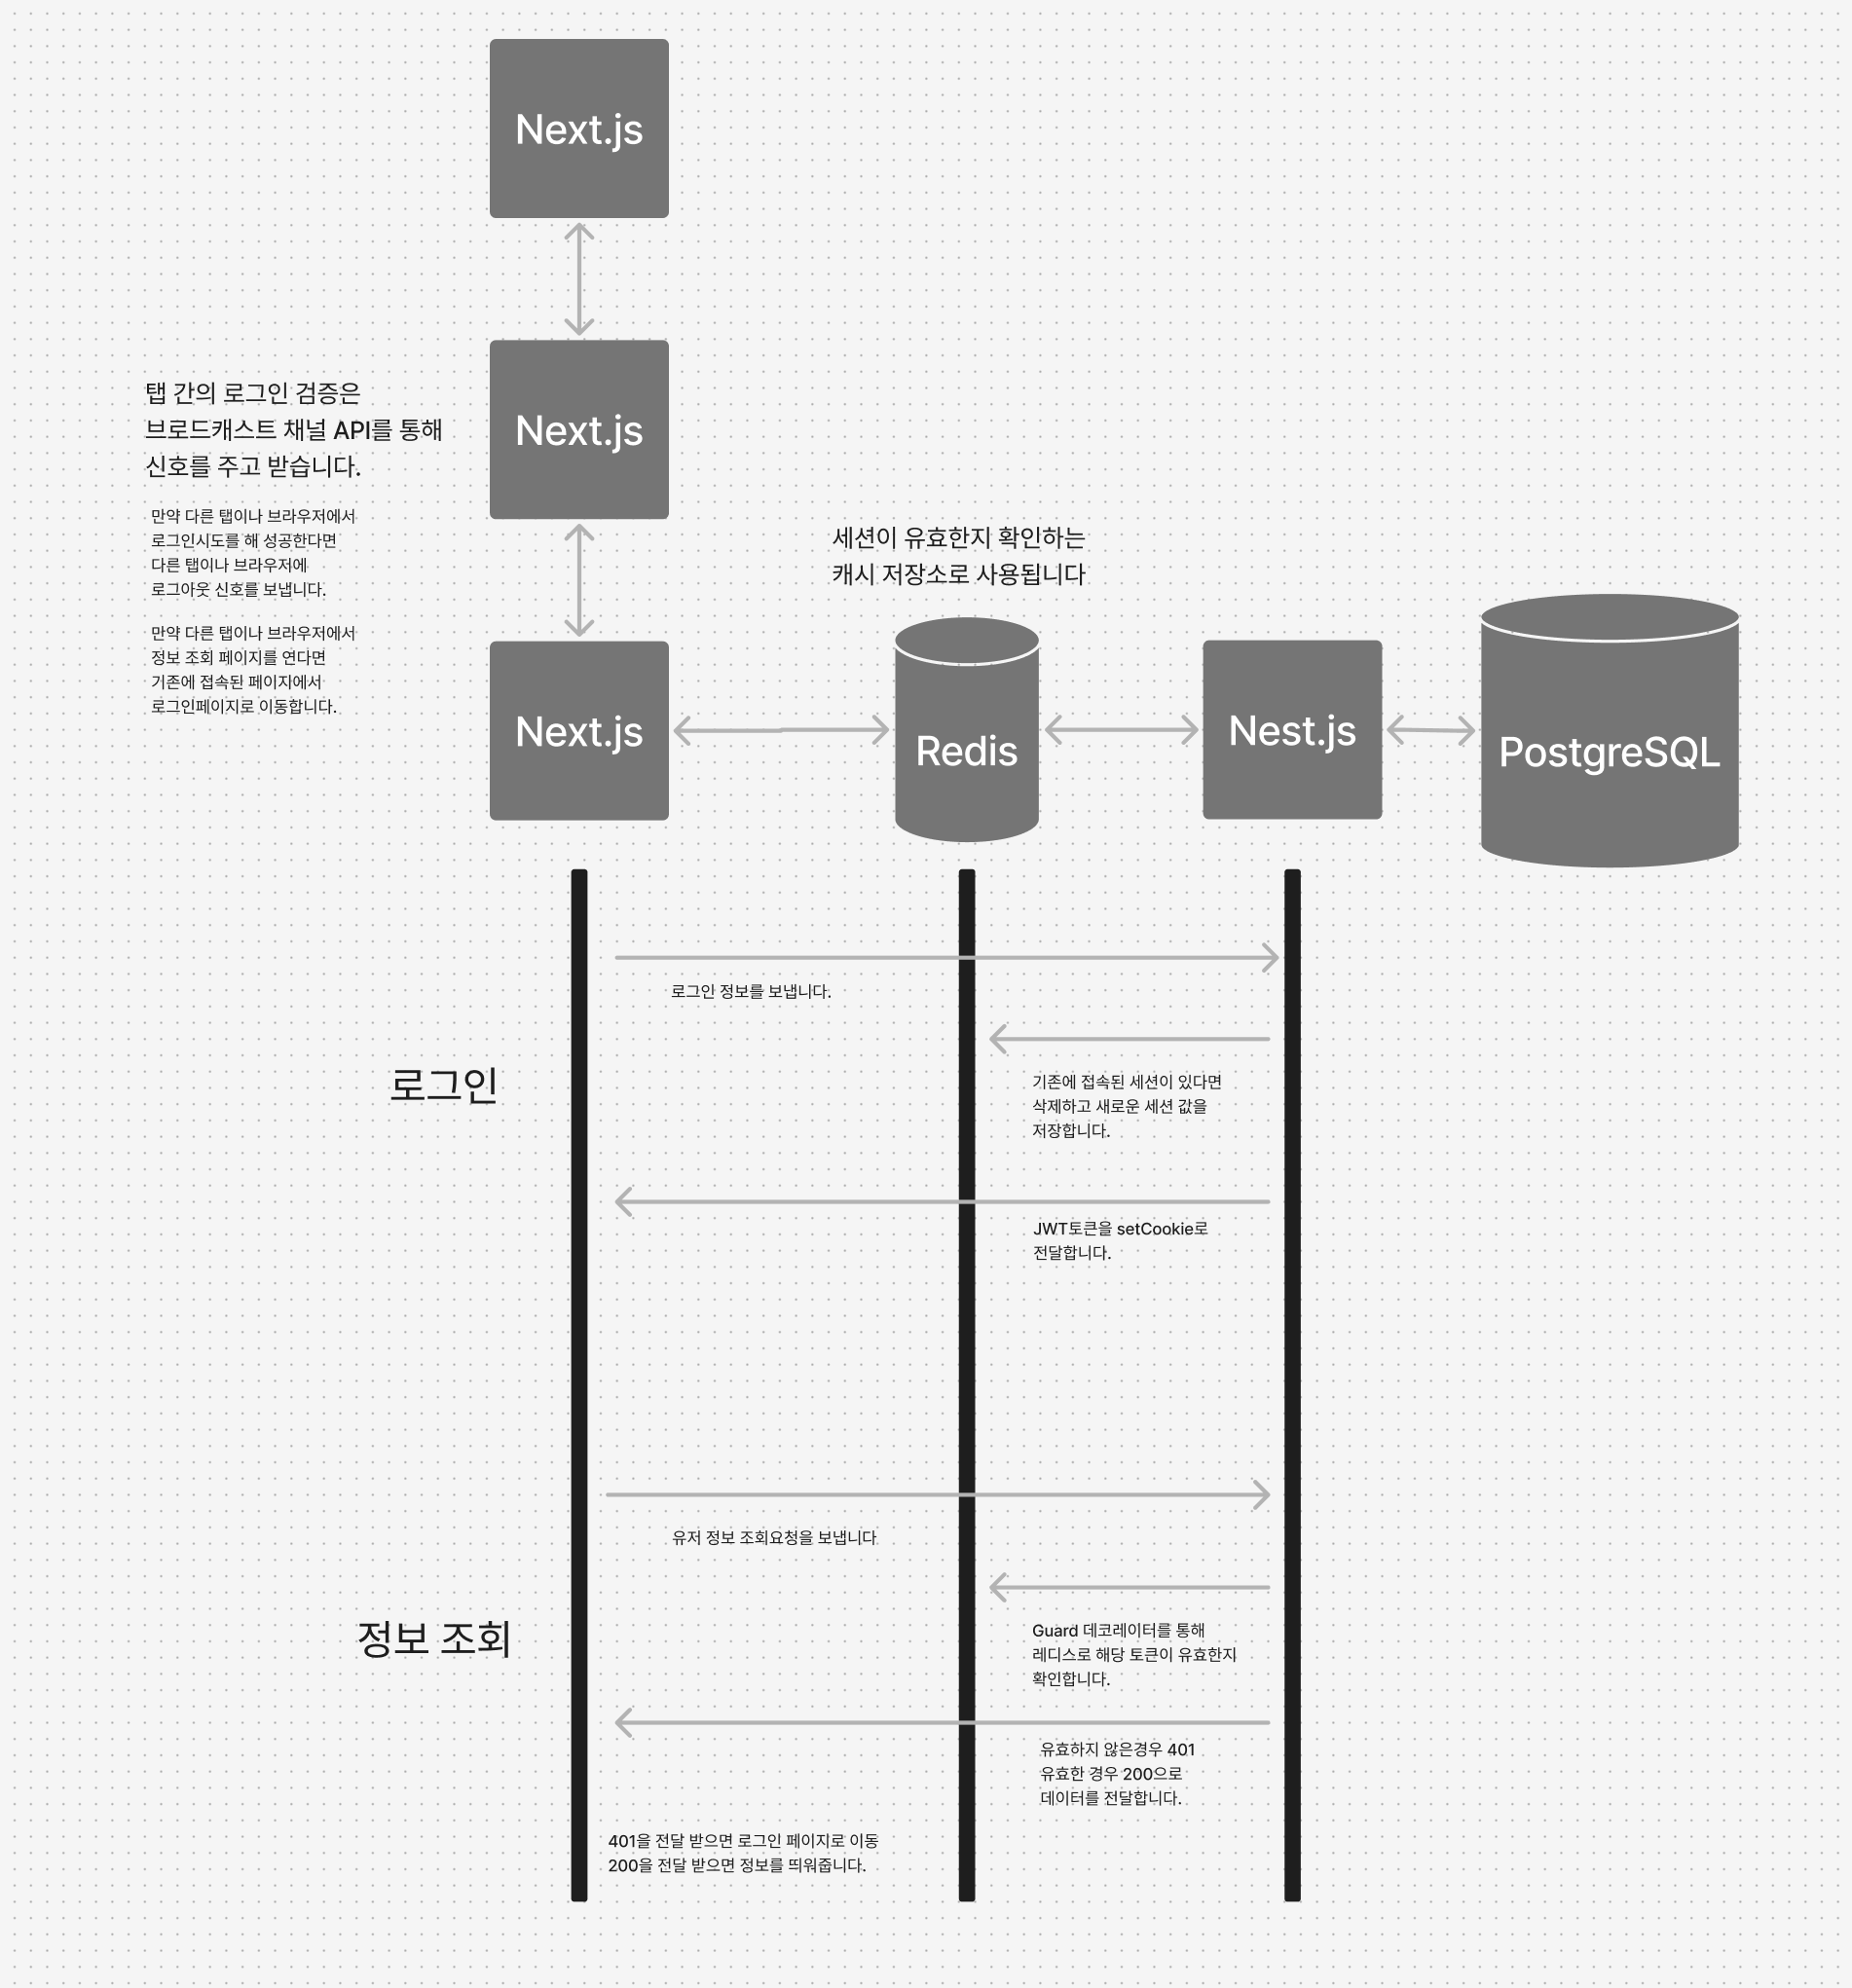 Next.js
Next.js
탭 간의 로그인 검증은
브로드캐스트 채널 API를 통해
신호를 주고 받습니다.
만약 다른 탭이나 브라우저에서
로그인시도를 해 성공한다면
다른 탭이나 브라우저에
로그아웃 신호를 보냅니다.
만약 다른 탭이나 브라우저에서
정보 조회 페이지를 연다면
기존에 접속된 페이지에서
로그인페이지로 이동합니다.
세션이 유효한지 확인하는
캐시 저장소로 사용됩니다
Next.js
Redis
Nest.js
PostgreSQL
로그인 정보를 보냅니다.
로그인
기존에 접속된 세션이 있다면
삭제하고 새로운 세션 값을
저장합니다.
JWT토큰을 setCookie로
전달합니다.
유저 정보 조회요청을 보냅니다
정보 조회
Guard 데코레이터를 통해
레디스로 해당 토큰이 유효한지
확인합니다.
유효하지 않은경우 401
유효한 경우 200으로
데이터를 전달합니다.
401을 전달 받으면 로그인 페이지로 이동
200을 전달 받으면 정보를 띄워줍니다.